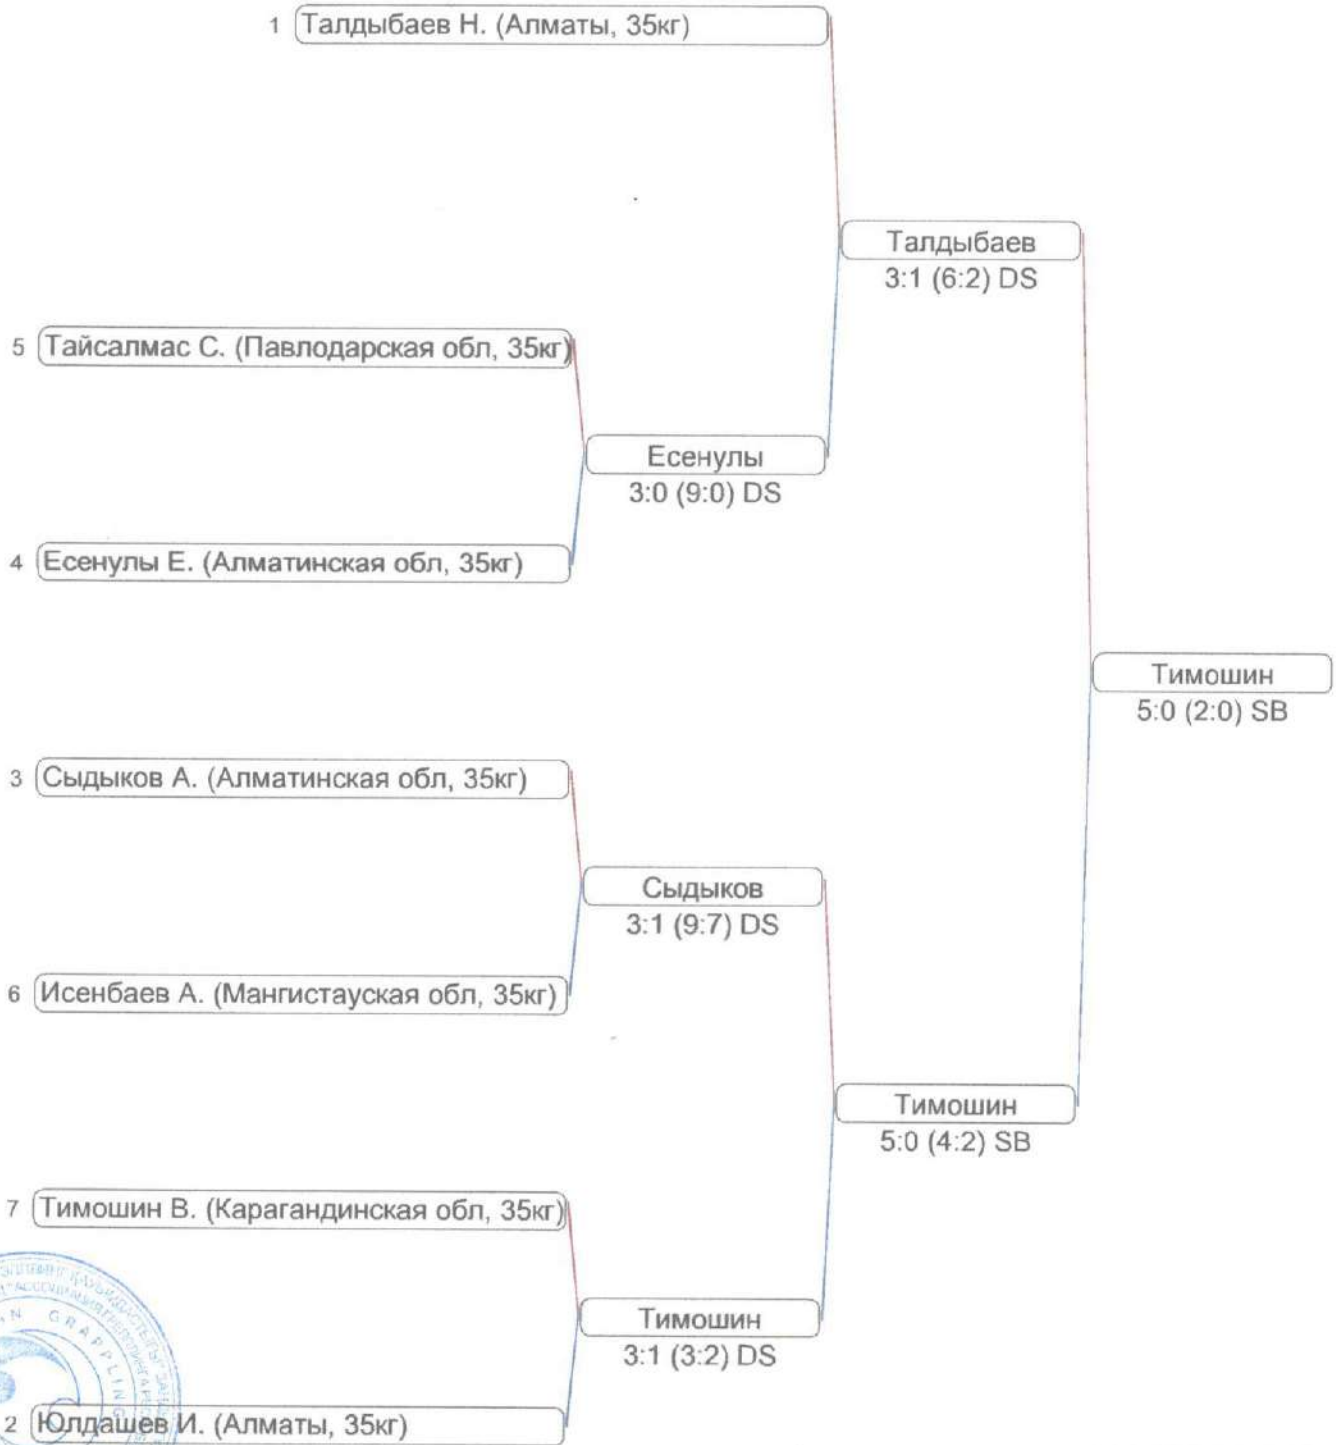 1 Талдыбаев Н. (Алматы, 35кг)
Талдыбаев
3:1 (6:2) DS
5 Тайсалмас С. (Павлодарская обл, 35кг)
Есенулы
3:0 (9:0) DS
4 Есенулы Е. (Алматинская обл, 35кг)
Тимошин
5:0 (2:0) SB
3 Сыдыков А. (Алматинская обл, 35кг)
Сыдыков
3:1 (9:7) DS
6 Исенбаев А. (Мангистауская обл, 35кг)
Тимошин
5:0 (4:2) SB
7 Тимошин В. (Карагандинская обл, 35кг)
Тимошин
3:1 (3:2) DS
2 Юлдашев И. (Алматы, 35кг)
GRAPPLING